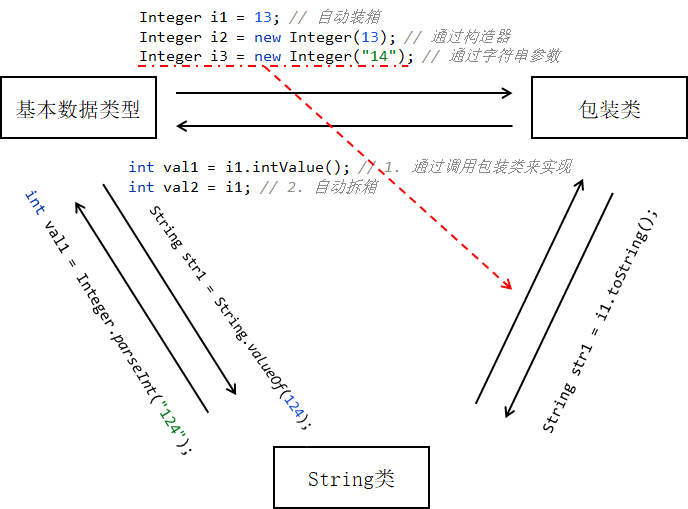 Integer i1 = 13; // 自动装箱
Integer i2 = new Integer(13); // 通过构造器
Integer i3 = new Integer("14"); // 通过字符串参数
基本数据类型
包装类
int val1 = i1.intValue(); // 1. 通过调用包装类来实现
int val2 = i1; // 2. 自动拆箱
int val1 = Integer.parseInt("124");
String str1 = String.valueOf(124);
String str1 = i1.toString();
String类